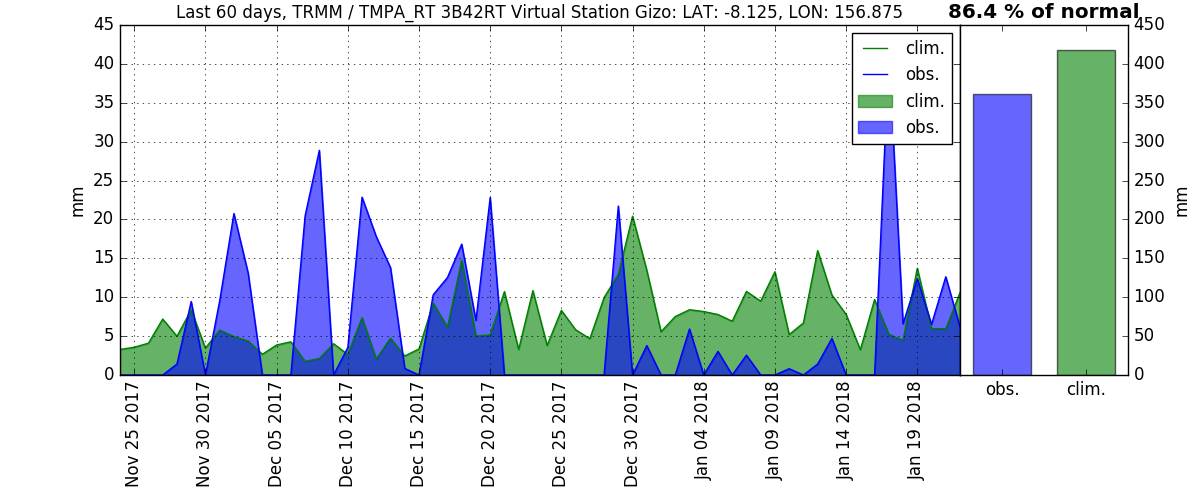 Last 60 days, TRMM / TMPA_RT 3B42RT Virtual Station Gizo: LAT: -8.125, LON: 156.875
86.4 % of normal
45
40
35
30
25
20
15
10
5
0
mm
clim.
obs.
clim.
obs.
450
400
350
300
250
200
150
100
50
0
mm
Nov 25 2017
Nov 30 2017
Dec 05 2017
Dec 10 2017
Dec 15 2017
Dec 20 2017
Dec 25 2017
Dec 30 2017
Jan 04 2018
Jan 09 2018
Jan 14 2018
Jan 19 2018
obs.
clim.